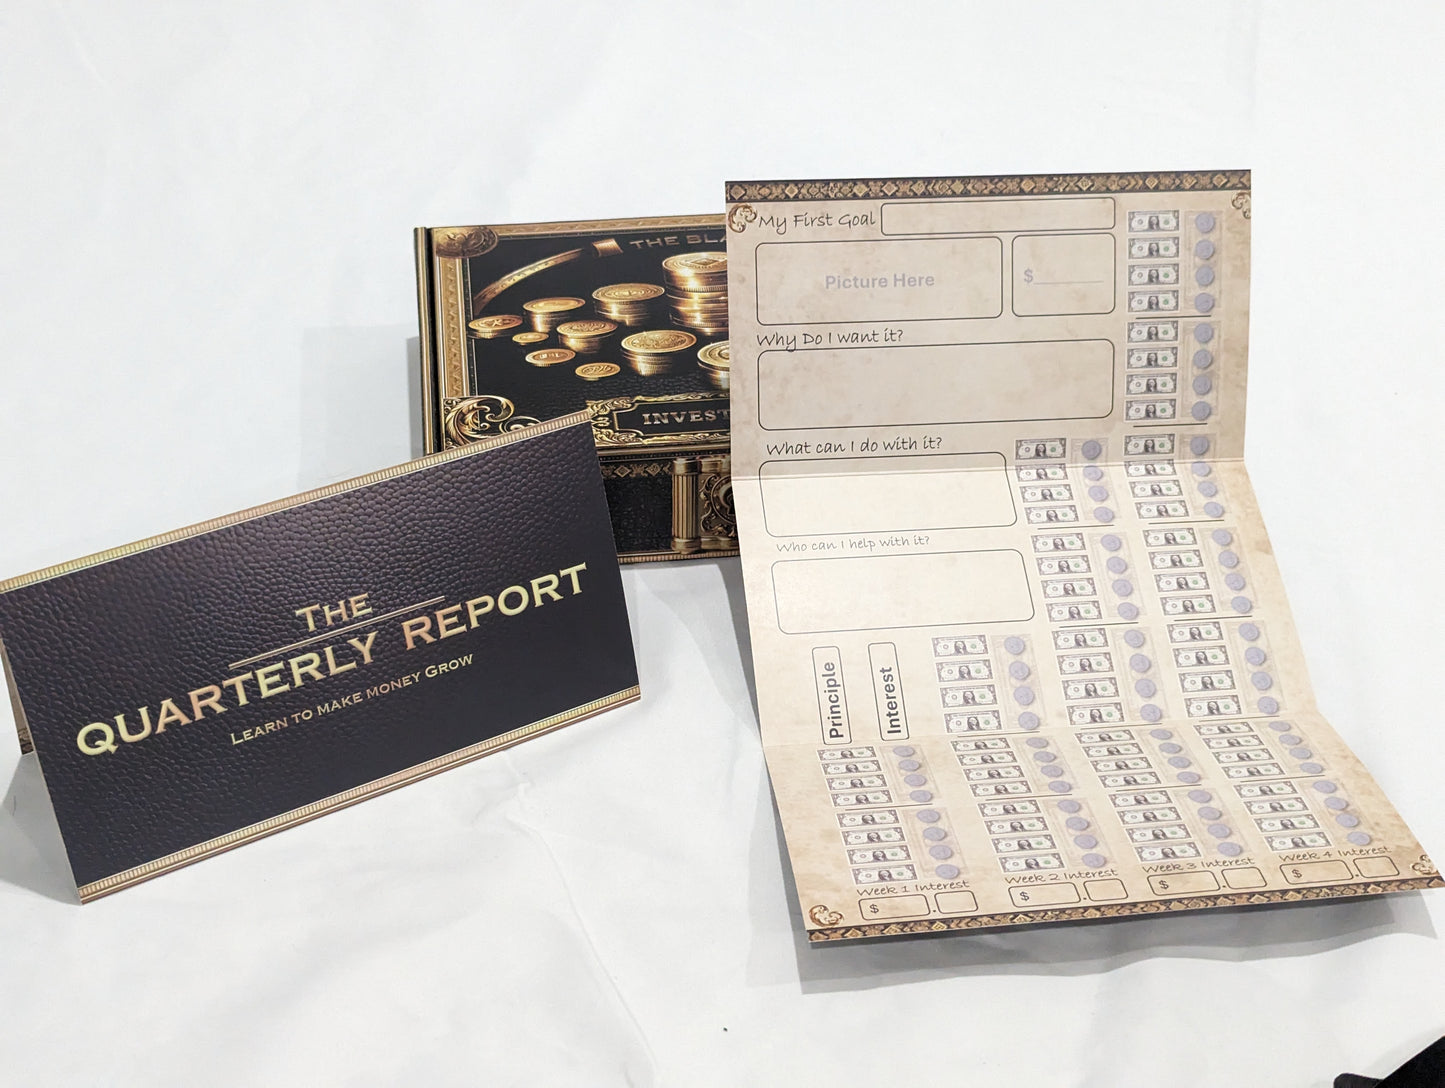 THE BLA
INVEST
THE
QUARTERLY REPORT
LEARN TO MAKE MONEY GROW
My First Goal
Picture Here
$
Why Do I want it?
What can I do with it?
Who can I help with it?
Principle
Interest
Week 1 Interest
Week 2 Interest
Week 3 Interest
Week 4 Interest
$ .
$ .
$ .
$ .